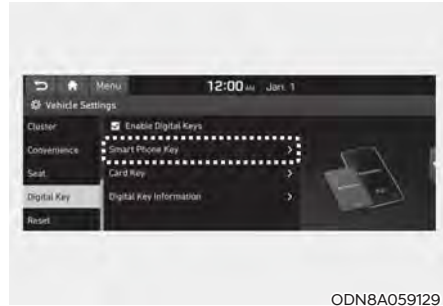 Menu 12:00 AM Jan. 1
Vehicle Settings
Cluster
Enable Digital Keys
Convenience
Smart Phone Key
Seat
Card Key
Digital Key
Digital Key Information
Reset
ODN8A059129